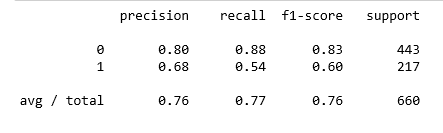 precision recall f1-score support
0 0.80 0.88 0.83 443
1 0.68 0.54 0.60 217
avg / total 0.76 0.77 0.76 660